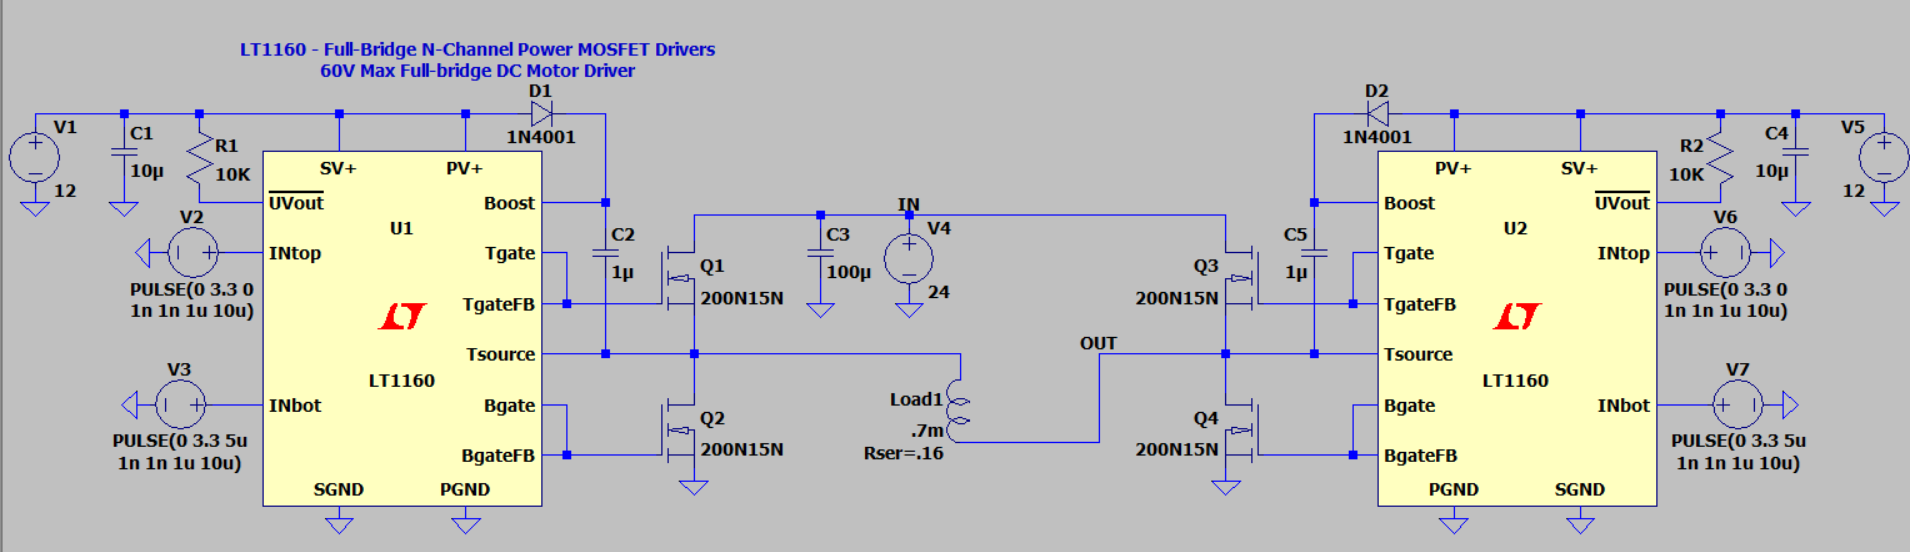 LT1160 - Full-Bridge N-Channel Power MOSFET Drivers
60V Max Full-bridge DC Motor Driver
V1
12
C1
10µ
R1
10K
V2
PULSE(0 3.3 0
1n 1n 1u 10u)
V3
PULSE(0 3.3 5u
1n 1n 1u 10u)
SV+
PV+
UVout
INtop
INbot
U1
LT1160
Boost
Tgate
TgateFB
Tsource
Bgate
BgateFB
SGND
PGND
D1
1N4001
C2
1µ
Q1
200N15N
Q2
200N15N
C3
100µ
IN
V4
24
Load1
.7m
Rser=.16
OUT
Q3
200N15N
Q4
200N15N
C5
1µ
D2
1N4001
PV+
SV+
Boost
Tgate
TgateFB
Tsource
Bgate
BgateFB
U2
LT1160
UVout
INtop
INbot
PGND
SGND
R2
10K
C4
10µ
V5
12
V6
PULSE(0 3.3 0
1n 1n 1u 10u)
V7
PULSE(0 3.3 5u
1n 1n 1u 10u)